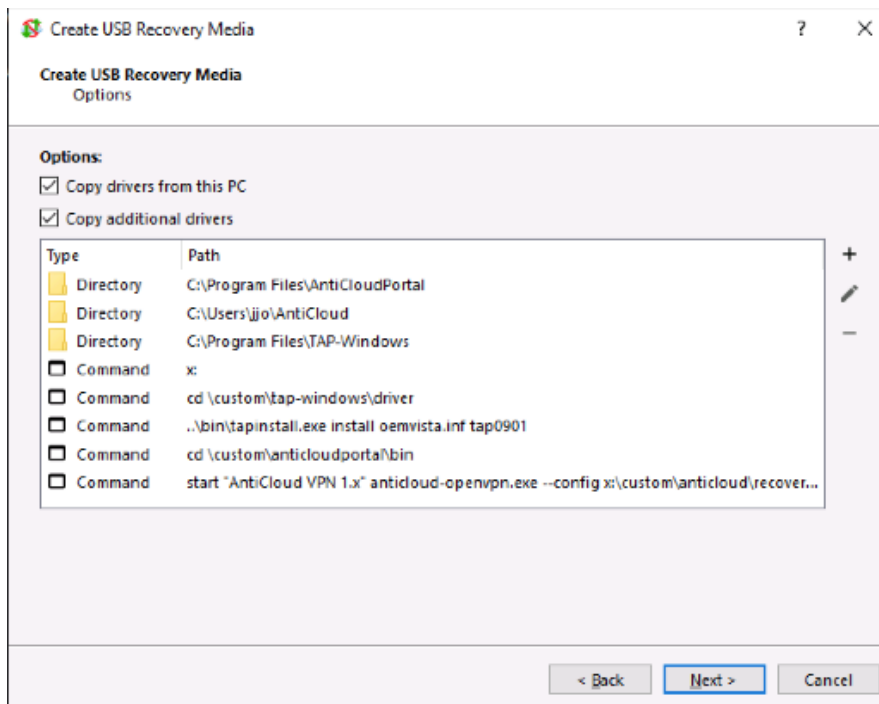 Create USB Recovery Media
Create USB Recovery Media
Options
Options:
Copy drivers from this PC
Copy additional drivers
Type Path
Directory C:\Program Files\AntiCloudPortal
Directory C:\Users\jjo\AntiCloud
Directory C:\Program Files\TAP-Windows
Command x:
Command cd \custom\tap-windows\driver
Command ..\bin\tapinstall.exe install oemvista.inf tap0901
Command cd \custom\anticloudportal\bin
Command start "AntiCloud VPN 1.x" anticloud-openvpn.exe --config x:\custom\anticloud\recover...
< Back Next > Cancel